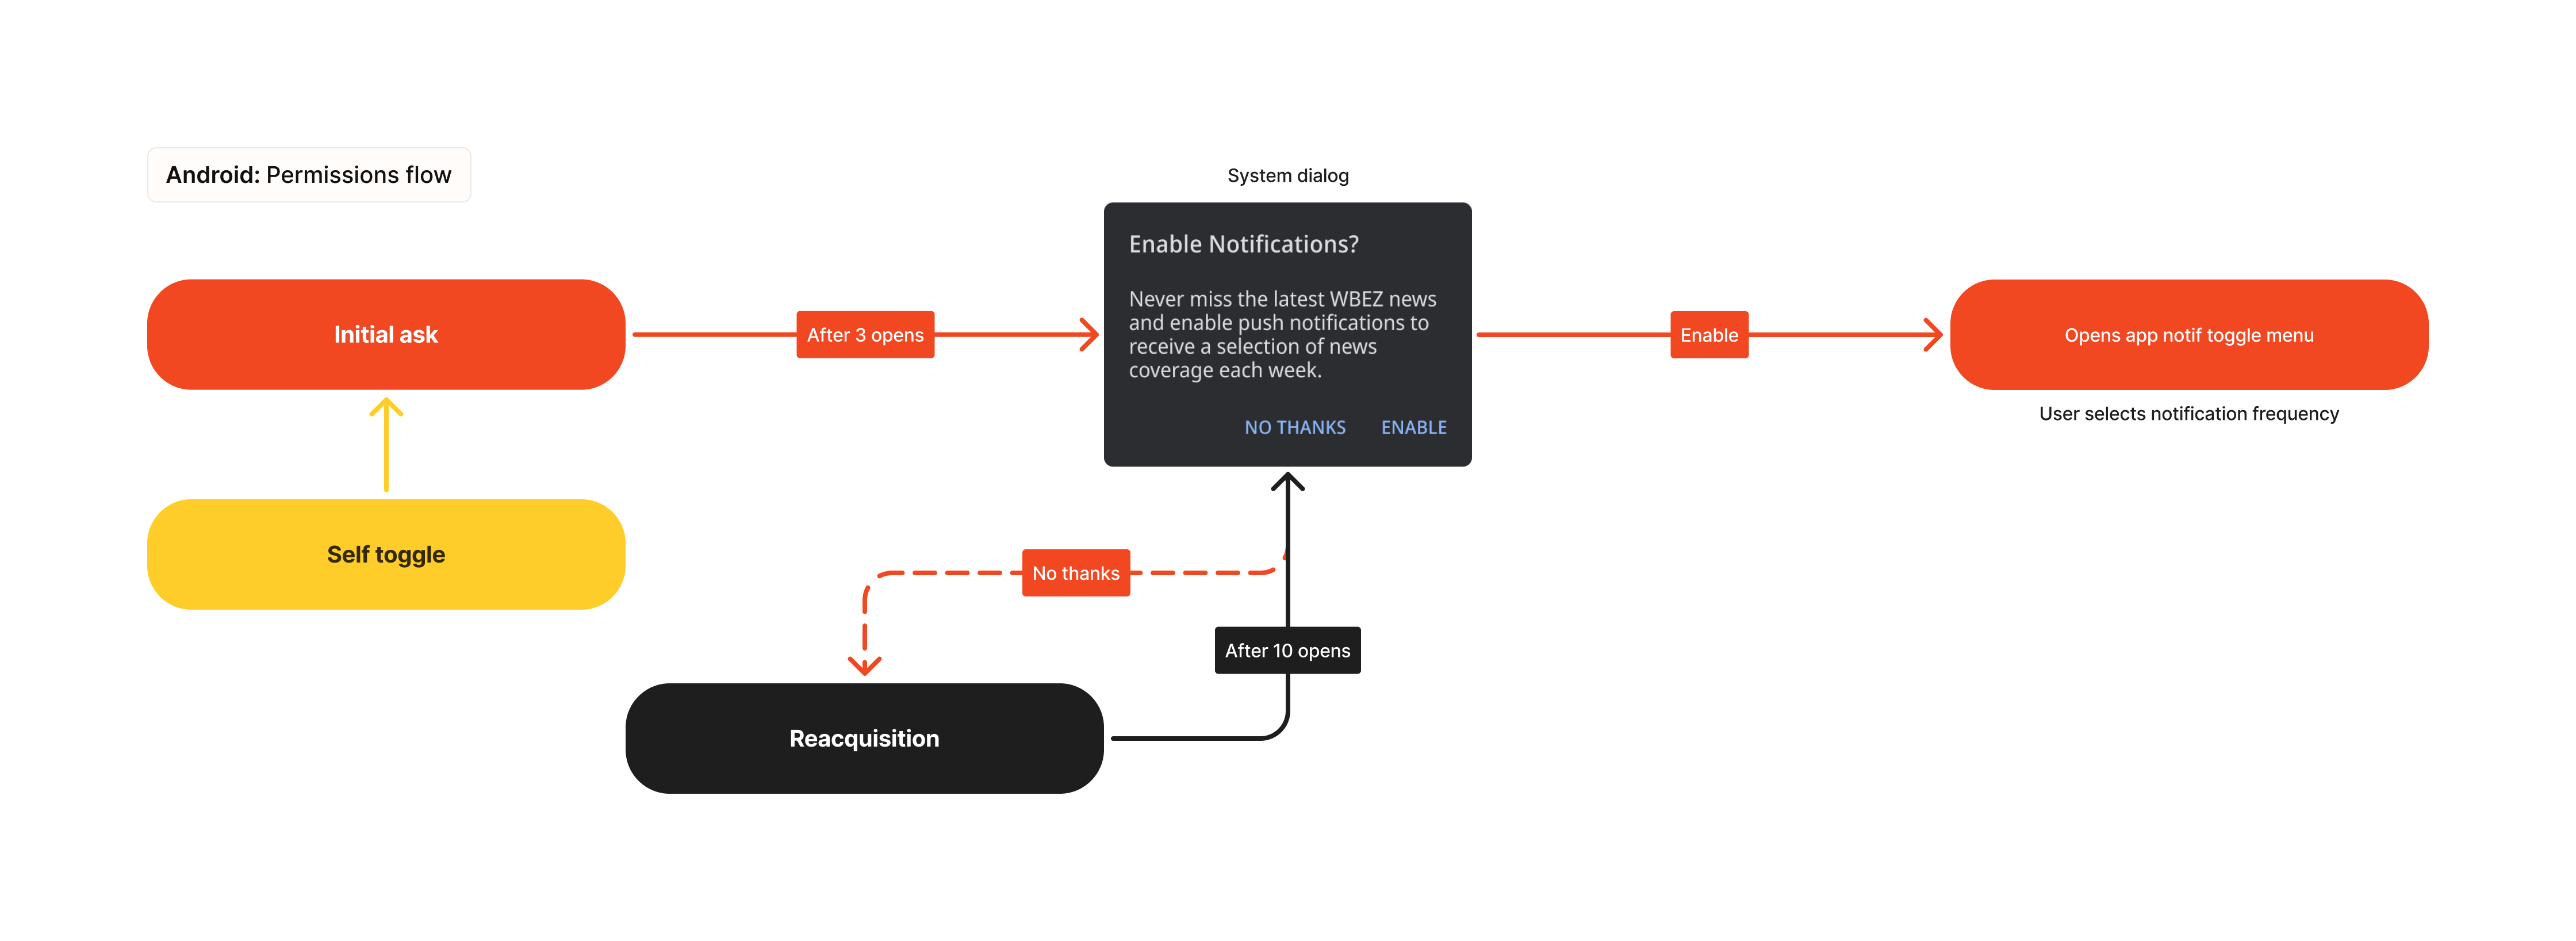 Android: Permissions flow
System dialog
Enable Notifications?
Never miss the latest WBEZ news
and enable push notifications to
receive a selection of news
coverage each week.
NO THANKS ENABLE
Initial ask
After 3 opens
Enable
Opens app notif toggle menu
User selects notification frequency
Self toggle
No thanks
After 10 opens
Reacquisition